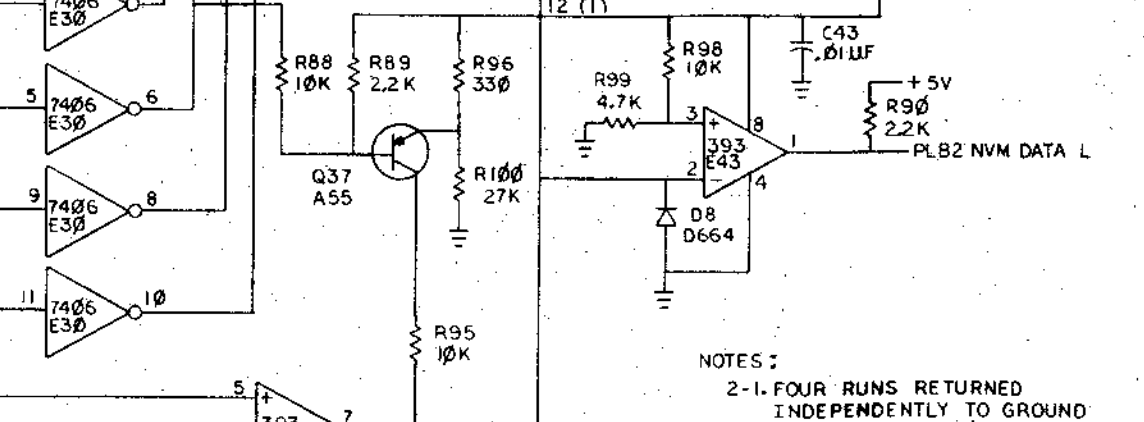 7406
E30
12 (1)
C43
.01UF
R88
10K
R89
2.2K
R96
330
R98
10K
R99
4.7K
+5V
R90
2.2K
5
7406
E30
6
3
+
8
393
E43
1
PL82 NVM DATA L
2
-
4
Q37
A55
R100
27K
9
7406
E30
8
D8
D664
11
7406
E30
10
R95
10K
NOTES:
2-1. FOUR RUNS RETURNED
INDEPENDENTLY TO GROUND
5
+
393
7